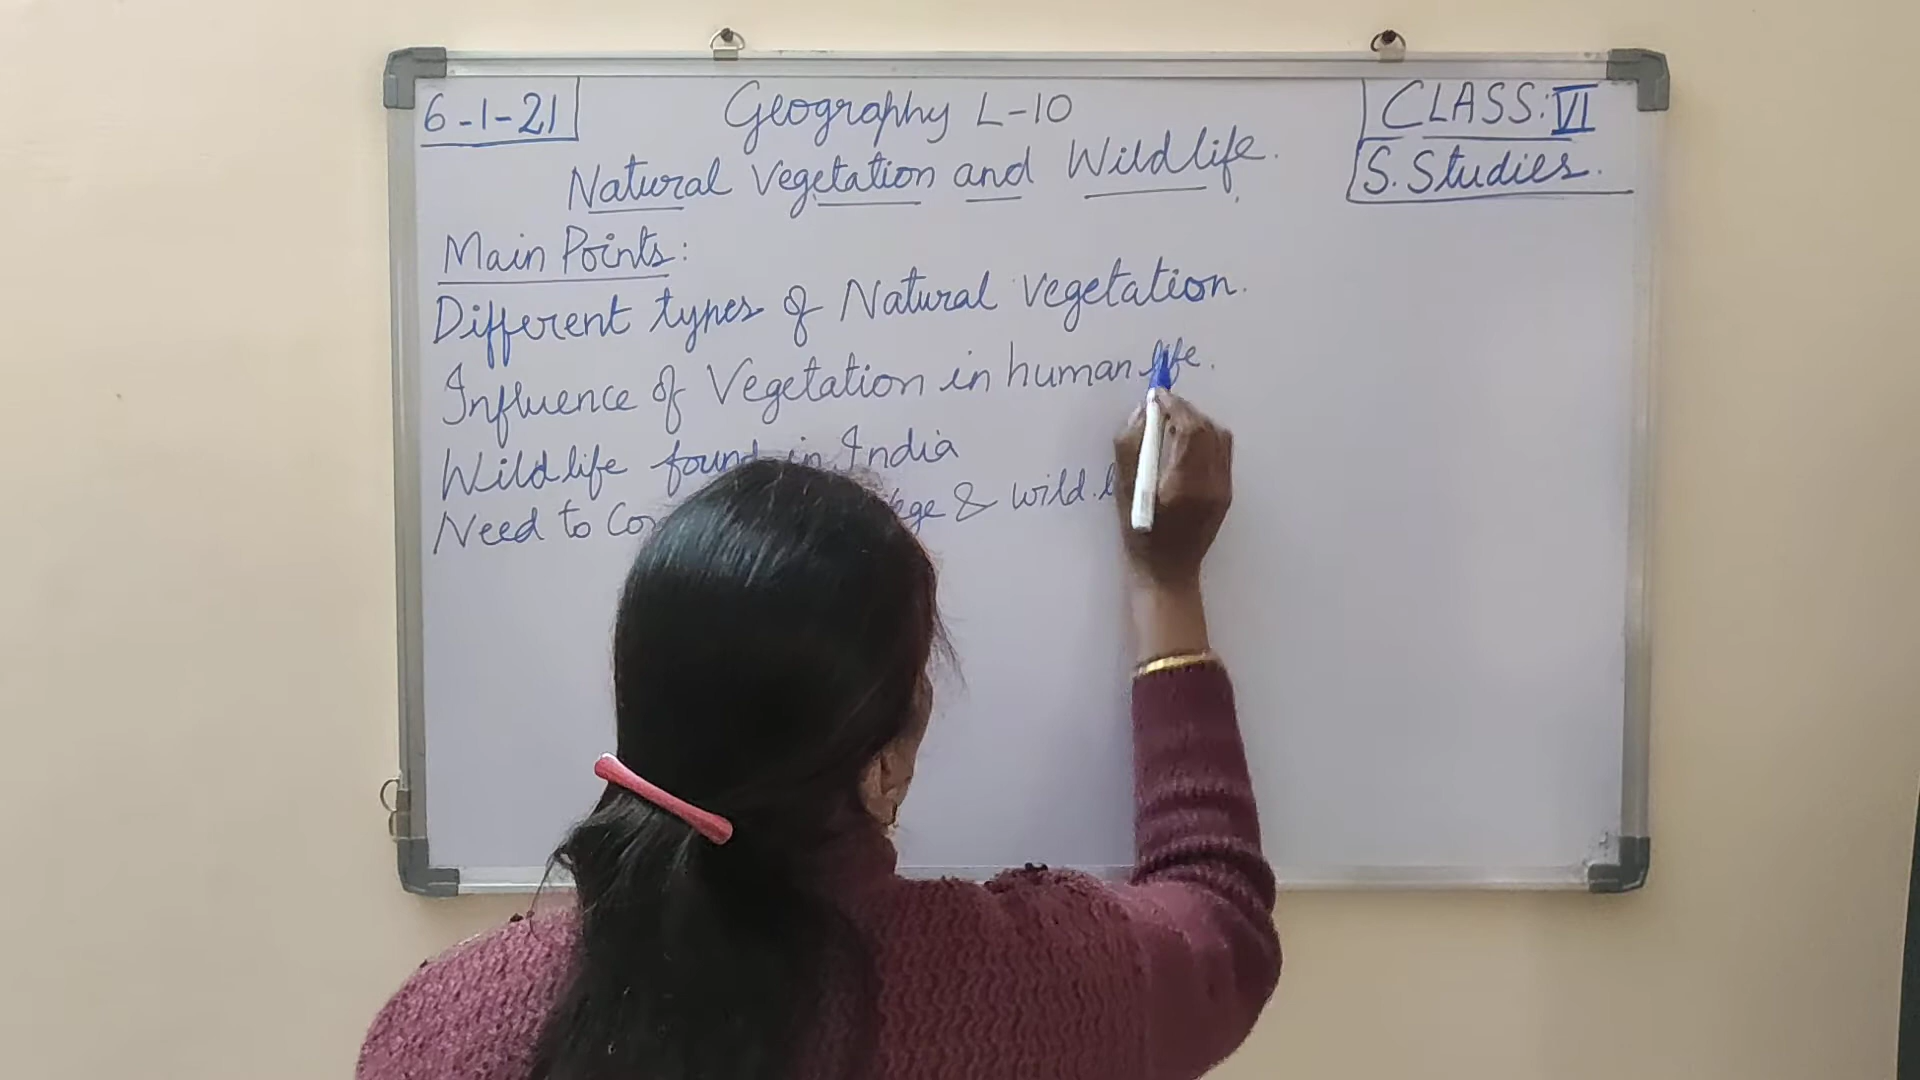 6-1-21
Geography L-10
CLASS: VI
S. Studies.
Natural Vegetation and Wildlife.
Main Points:
Different types of Natural Vegetation.
Influence of Vegetation in human life.
Wildlife found in India
Need to & wild.